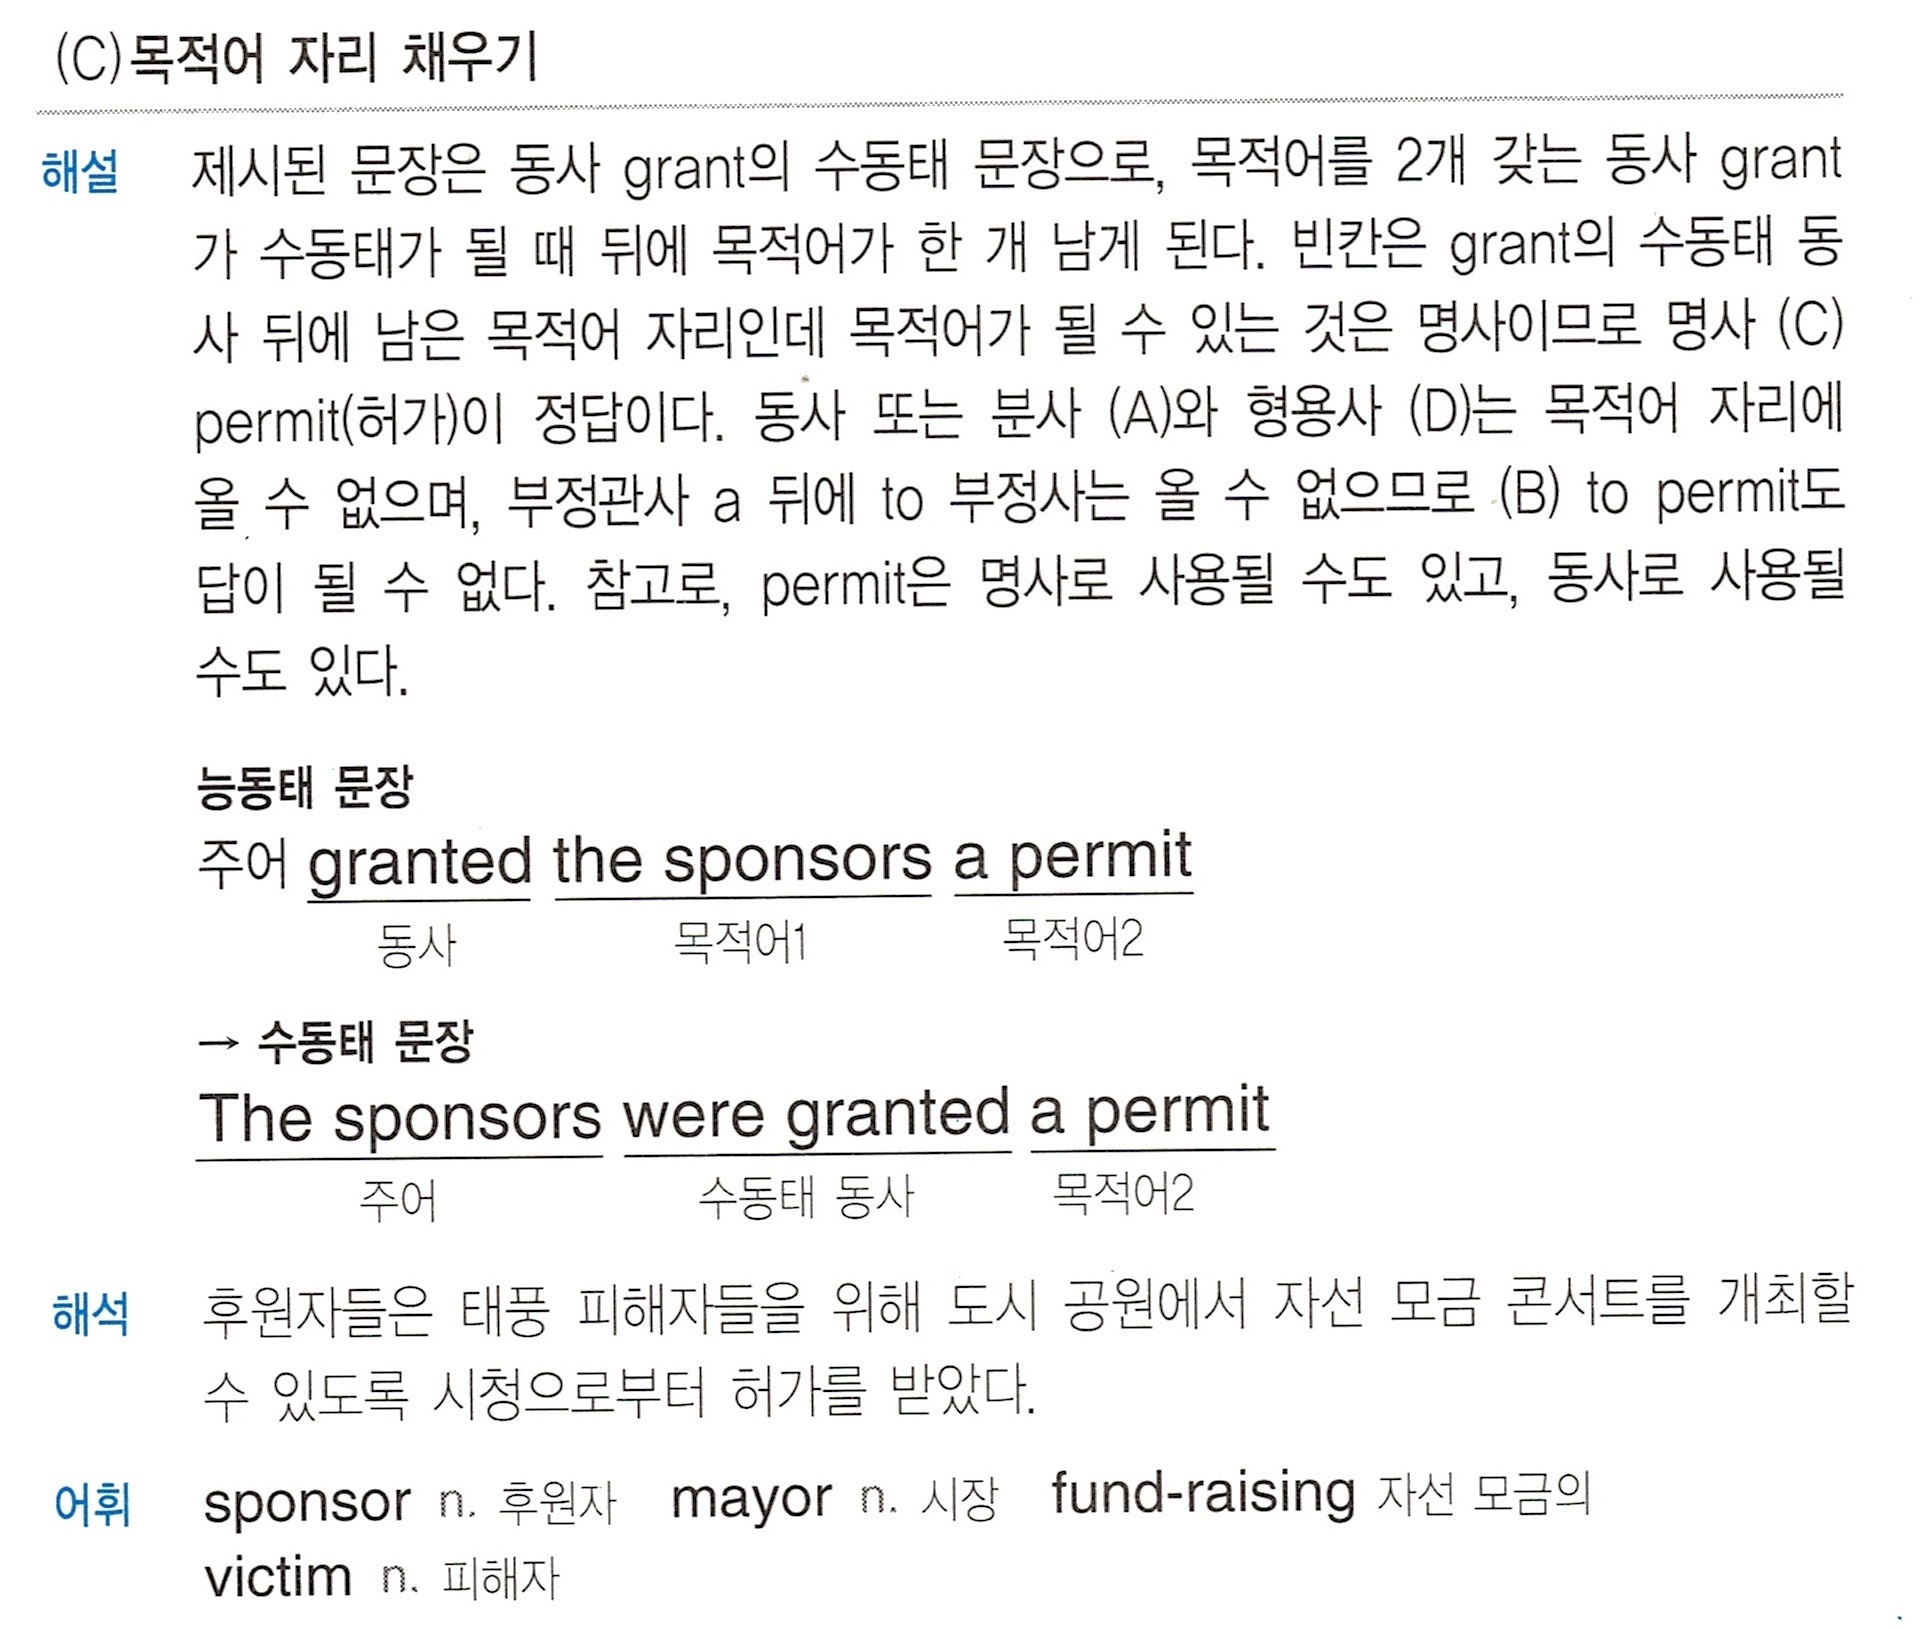 (C)목적어 자리 채우기
해설 제시된 문장은 동사 grant의 수동태 문장으로, 목적어를 2개 갖는 동사 grant
가 수동태가 될 때 뒤에 목적어가 한 개 남게 된다. 빈칸은 grant의 수동태 동
사 뒤에 남은 목적어 자리인데 목적어가 될 수 있는 것은 명사이므로 명사 (C)
permit(허가)이 정답이다. 동사 또는 분사 (A)와 형용사 (D)는 목적어 자리에
올 수 없으며, 부정관사 a 뒤에 to 부정사는 올 수 없으므로 (B) to permit도
답이 될 수 없다. 참고로, permit은 명사로 사용될 수도 있고, 동사로 사용될
수도 있다.
능동태 문장
주어 granted the sponsors a permit
동사 목적어1 목적어2
→ 수동태 문장
The sponsors were granted a permit
주어 수동태 동사 목적어2
해석 후원자들은 태풍 피해자들을 위해 도시 공원에서 자선 모금 콘서트를 개최할
수 있도록 시청으로부터 허가를 받았다.
어휘 sponsor n. 후원자 mayor n. 시장 fund-raising 자선 모금의
victim n. 피해자